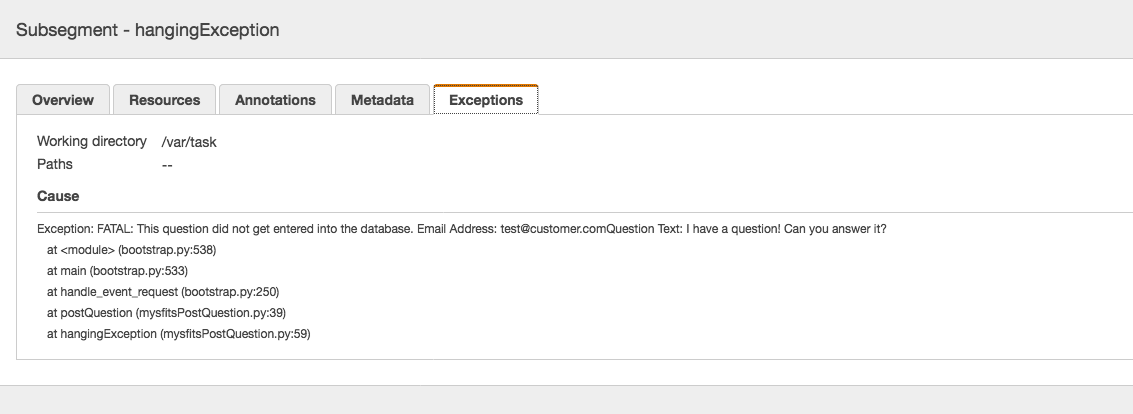 Subsegment - hangingException
Overview Resources Annotations Metadata Exceptions
Working directory /var/task
Paths --
Cause
Exception: FATAL: This question did not get entered into the database. Email Address: test@customer.comQuestion Text: I have a question! Can you answer it?
at <module> (bootstrap.py:538)
at main (bootstrap.py:533)
at handle_event_request (bootstrap.py:250)
at postQuestion (mysfitsPostQuestion.py:39)
at hangingException (mysfitsPostQuestion.py:59)